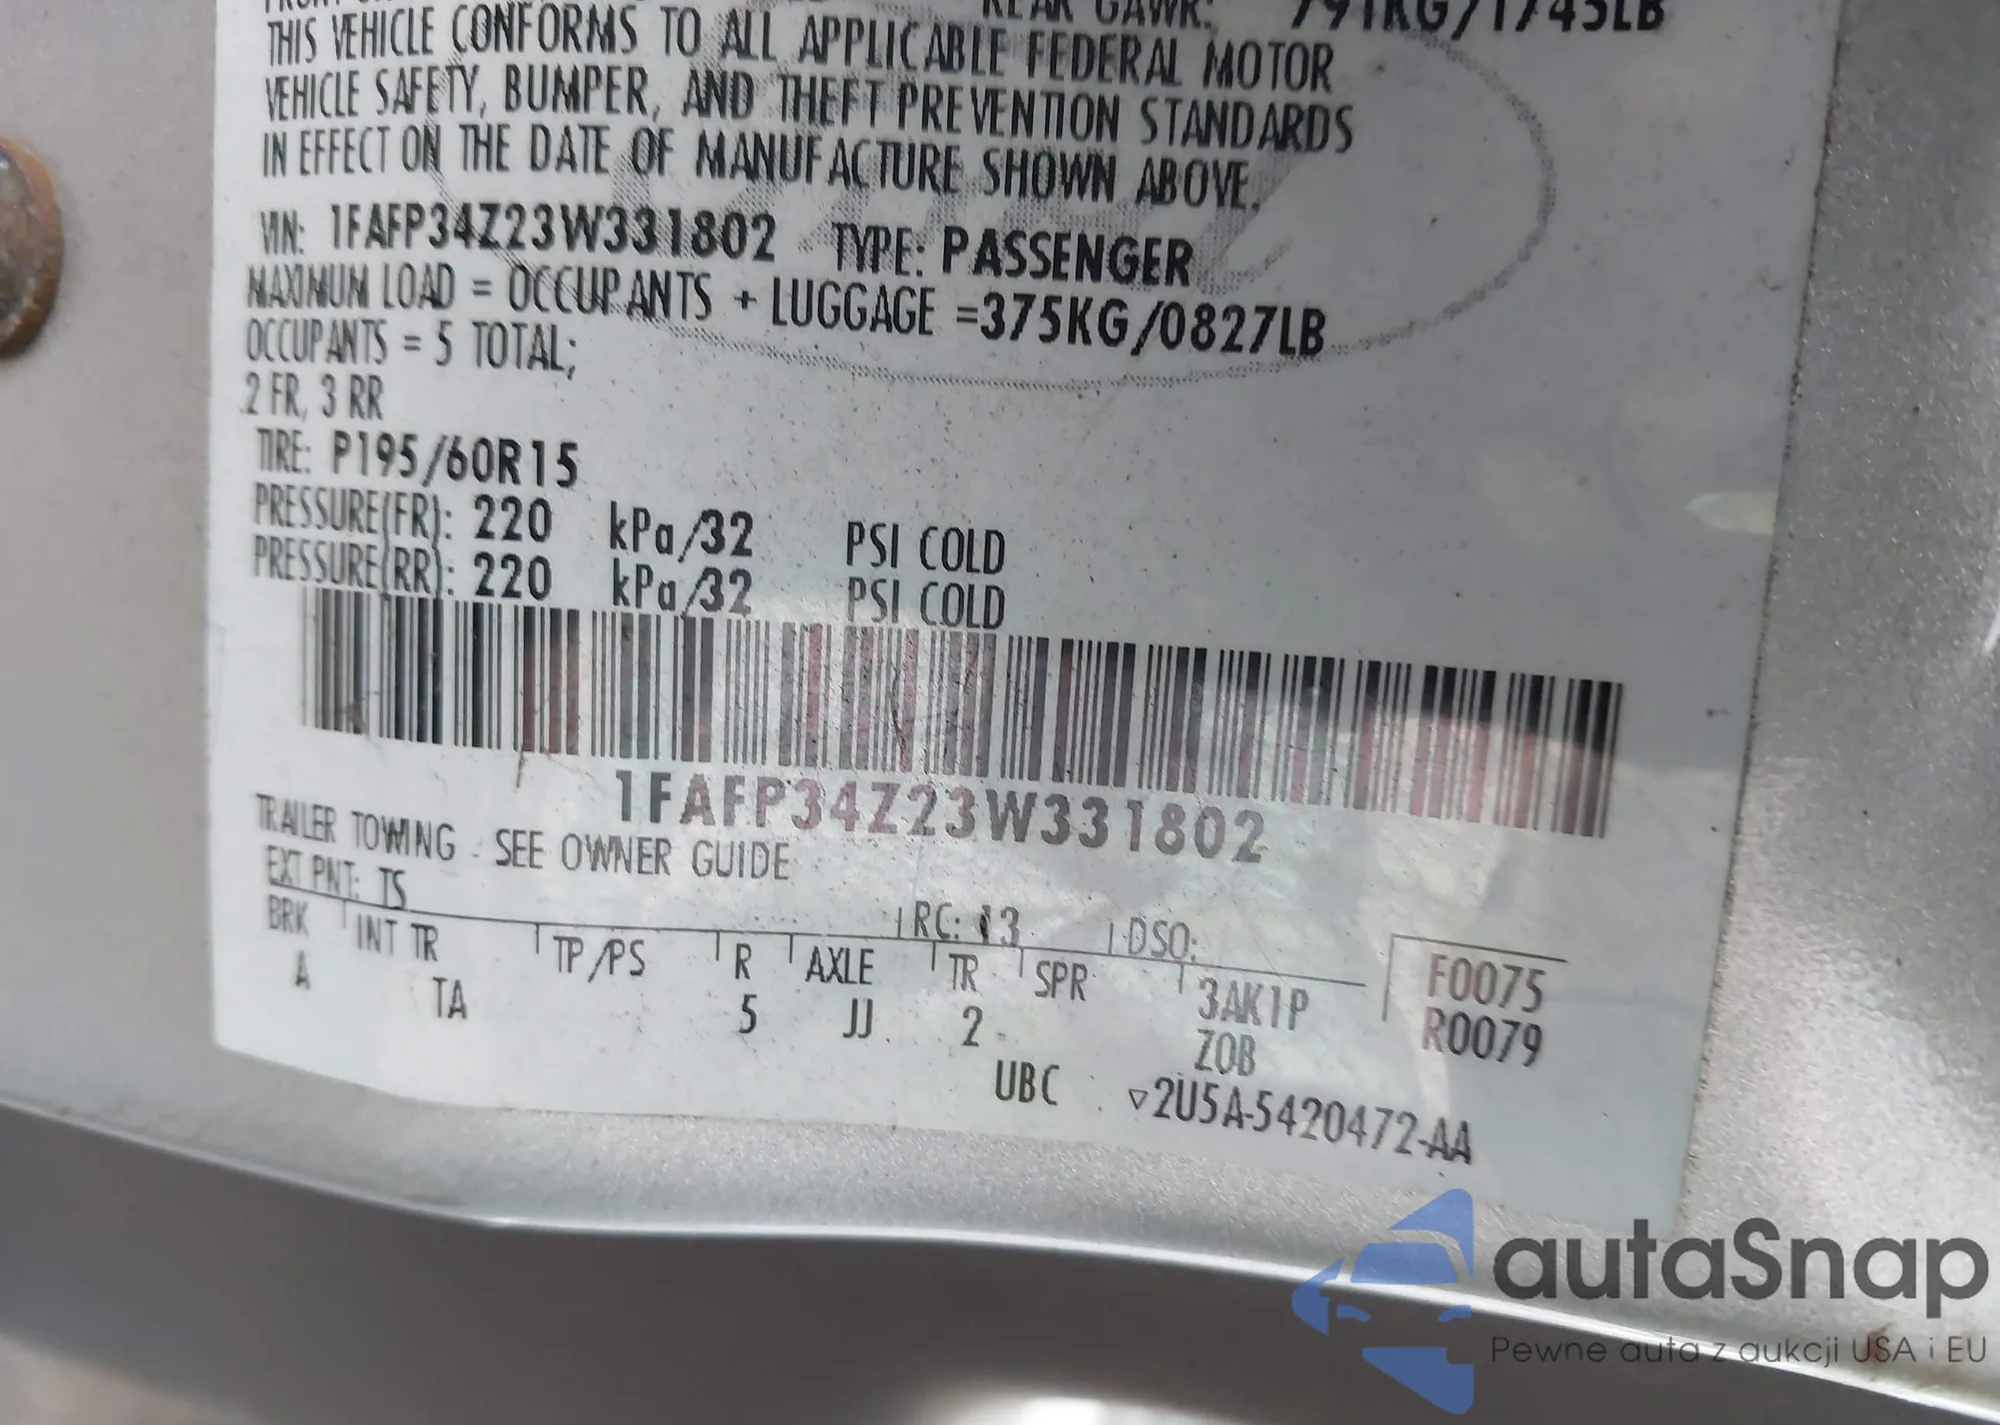 REAR GAWR: 791KG/1745LB
THIS VEHICLE CONFORMS TO ALL APPLICABLE FEDERAL MOTOR
VEHICLE SAFETY, BUMPER, AND THEFT PREVENTION STANDARDS
IN EFFECT ON THE DATE OF MANUFACTURE SHOWN ABOVE.
VIN: 1FAFP34Z23W331802 TYPE: PASSENGER
MAXIMUM LOAD = OCCUPANTS + LUGGAGE =375KG/0827LB
OCCUPANTS = 5 TOTAL;
2 FR, 3 RR
TIRE: P195/60R15
PRESSURE(FR): 220 kPa/32 PSI COLD
PRESSURE(RR): 220 kPa/32 PSI COLD
1FAFP34Z23W331802
TRAILER TOWING - SEE OWNER GUIDE
EXT PNT: TS RC: 13 DSO:
BRK INT TR TP/PS R AXLE TR SPR 3AK1P F0075
A TA 5 JJ 2 ZOB R0079
UBC ▽2U5A-5420472-AA
autaSnap
Pewne auta z aukcji USA i EU